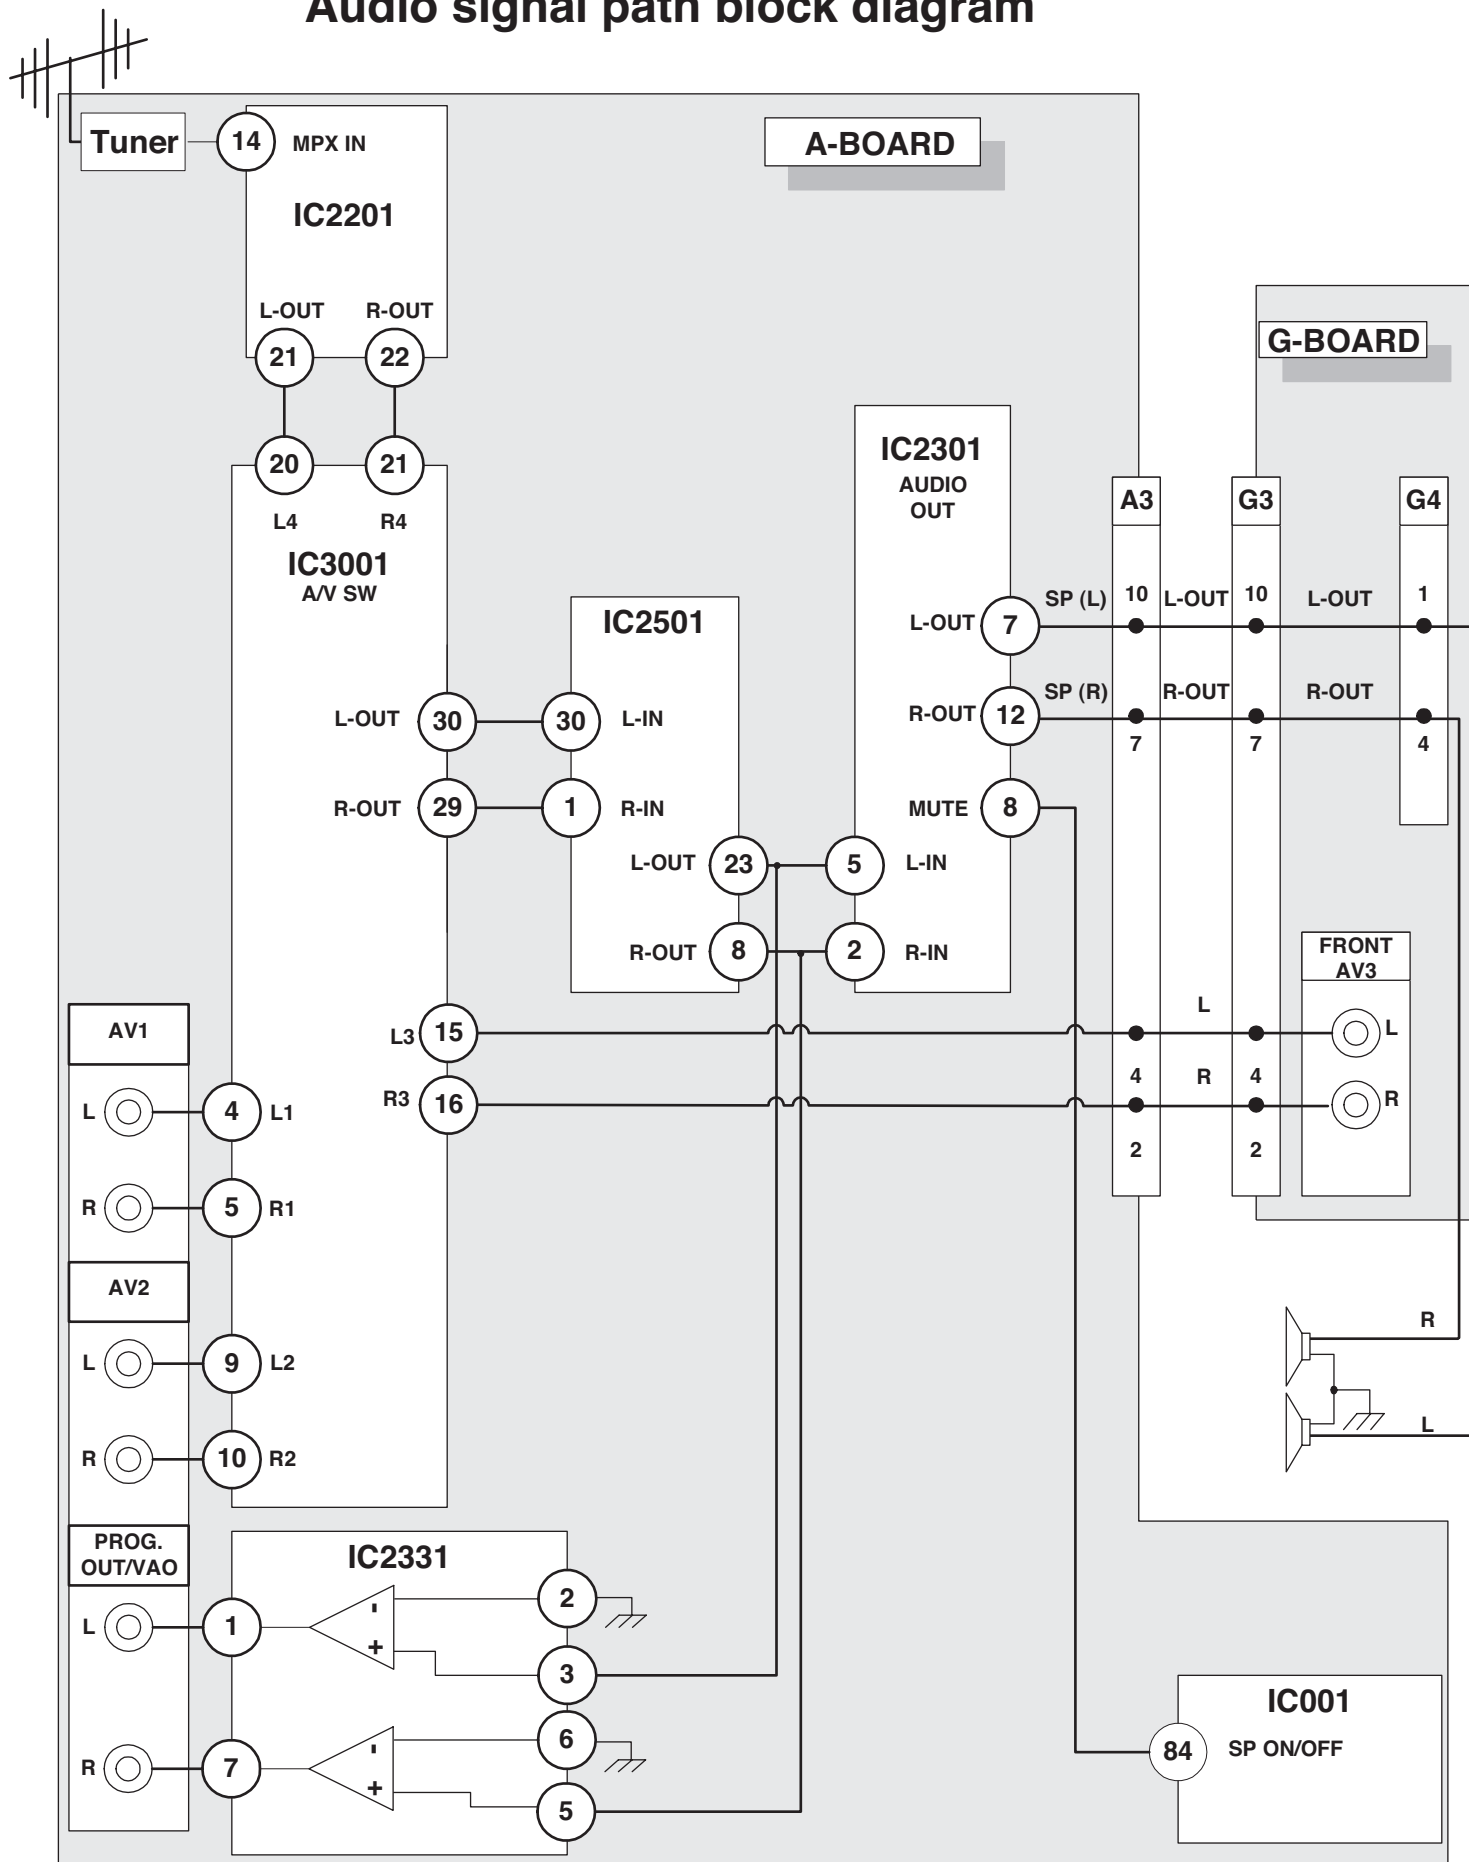 Audio signal path block diagram
Tuner
14
MPX IN
IC2201
L-OUT
R-OUT
21
22
20
21
L4
R4
IC3001
A/V SW
L-OUT
30
R-OUT
29
L3
15
R3
16
A-BOARD
IC2501
30
L-IN
1
R-IN
L-OUT
23
R-OUT
8
IC2301
AUDIO
OUT
L-OUT
7
R-OUT
12
MUTE
8
5
L-IN
2
R-IN
SP (L)
SP (R)
A3
10
7
4
2
L-OUT
R-OUT
L
R
G-BOARD
G3
10
7
4
2
L-OUT
R-OUT
G4
1
4
FRONT
AV3
L
R
R
L
AV1
L
4
L1
R
5
R1
AV2
L
9
L2
R
10
R2
PROG.
OUT/VAO
L
1
R
7
IC2331
-
+
2
3
-
+
6
5
IC001
84
SP ON/OFF